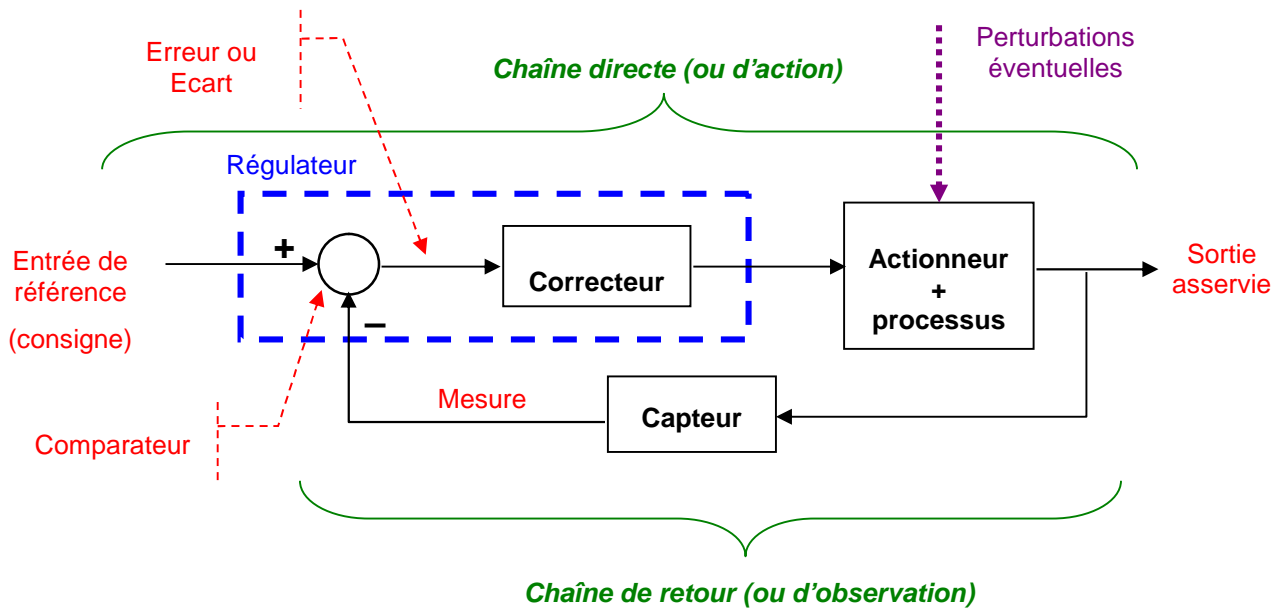 Erreur ou
Ecart
Chaîne directe (ou d'action)
Perturbations
éventuelles
Régulateur
Entrée de
référence
(consigne)
+
−
Correcteur
Actionneur
+
processus
Sortie
asservie
Mesure
Capteur
Comparateur
Chaîne de retour (ou d'observation)